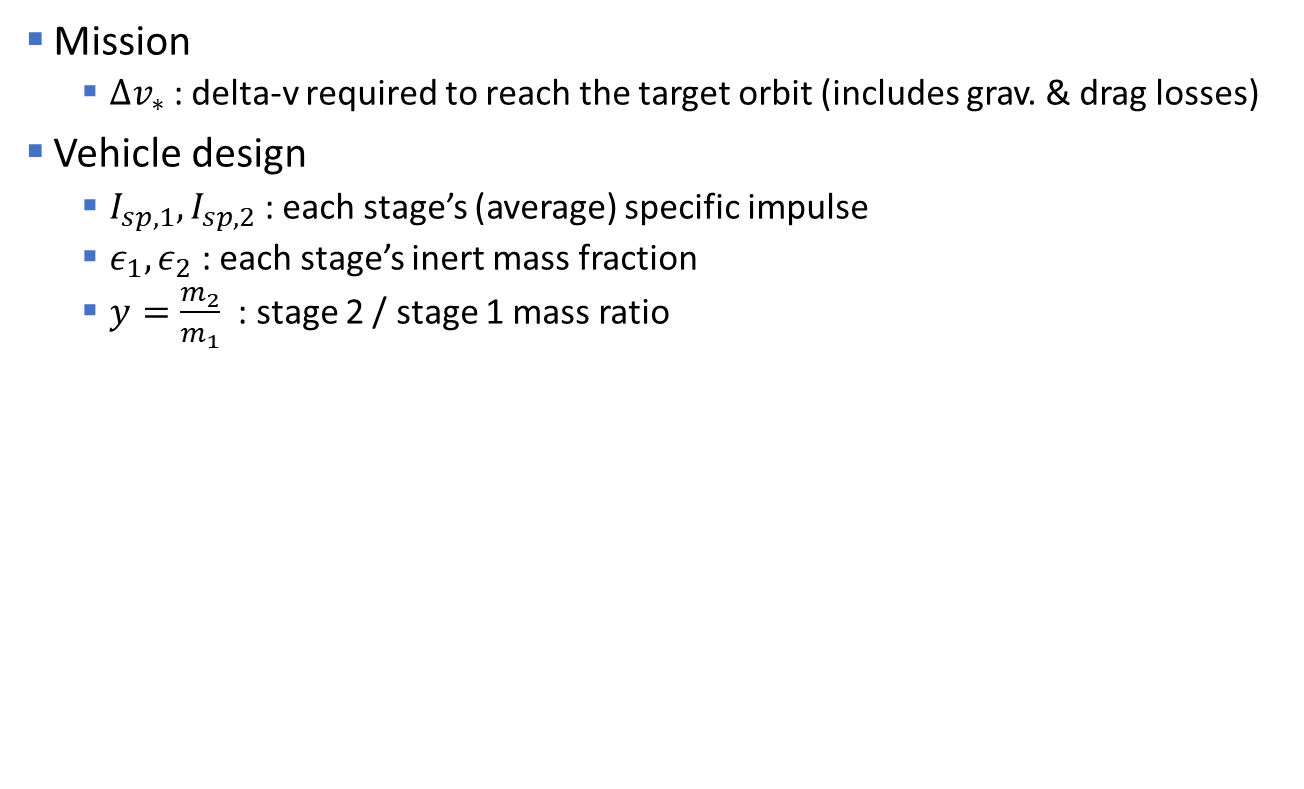 ▪ Mission
▪ Δ𝑣∗ : delta-v required to reach the target orbit (includes grav. & drag losses)
▪ Vehicle design
▪ 𝐼𝑠𝑝,1, 𝐼𝑠𝑝,2 : each stage’s (average) specific impulse
▪ 𝜖1, 𝜖2 : each stage’s inert mass fraction
▪ 𝑦 = 𝑚2/𝑚1 : stage 2 / stage 1 mass ratio